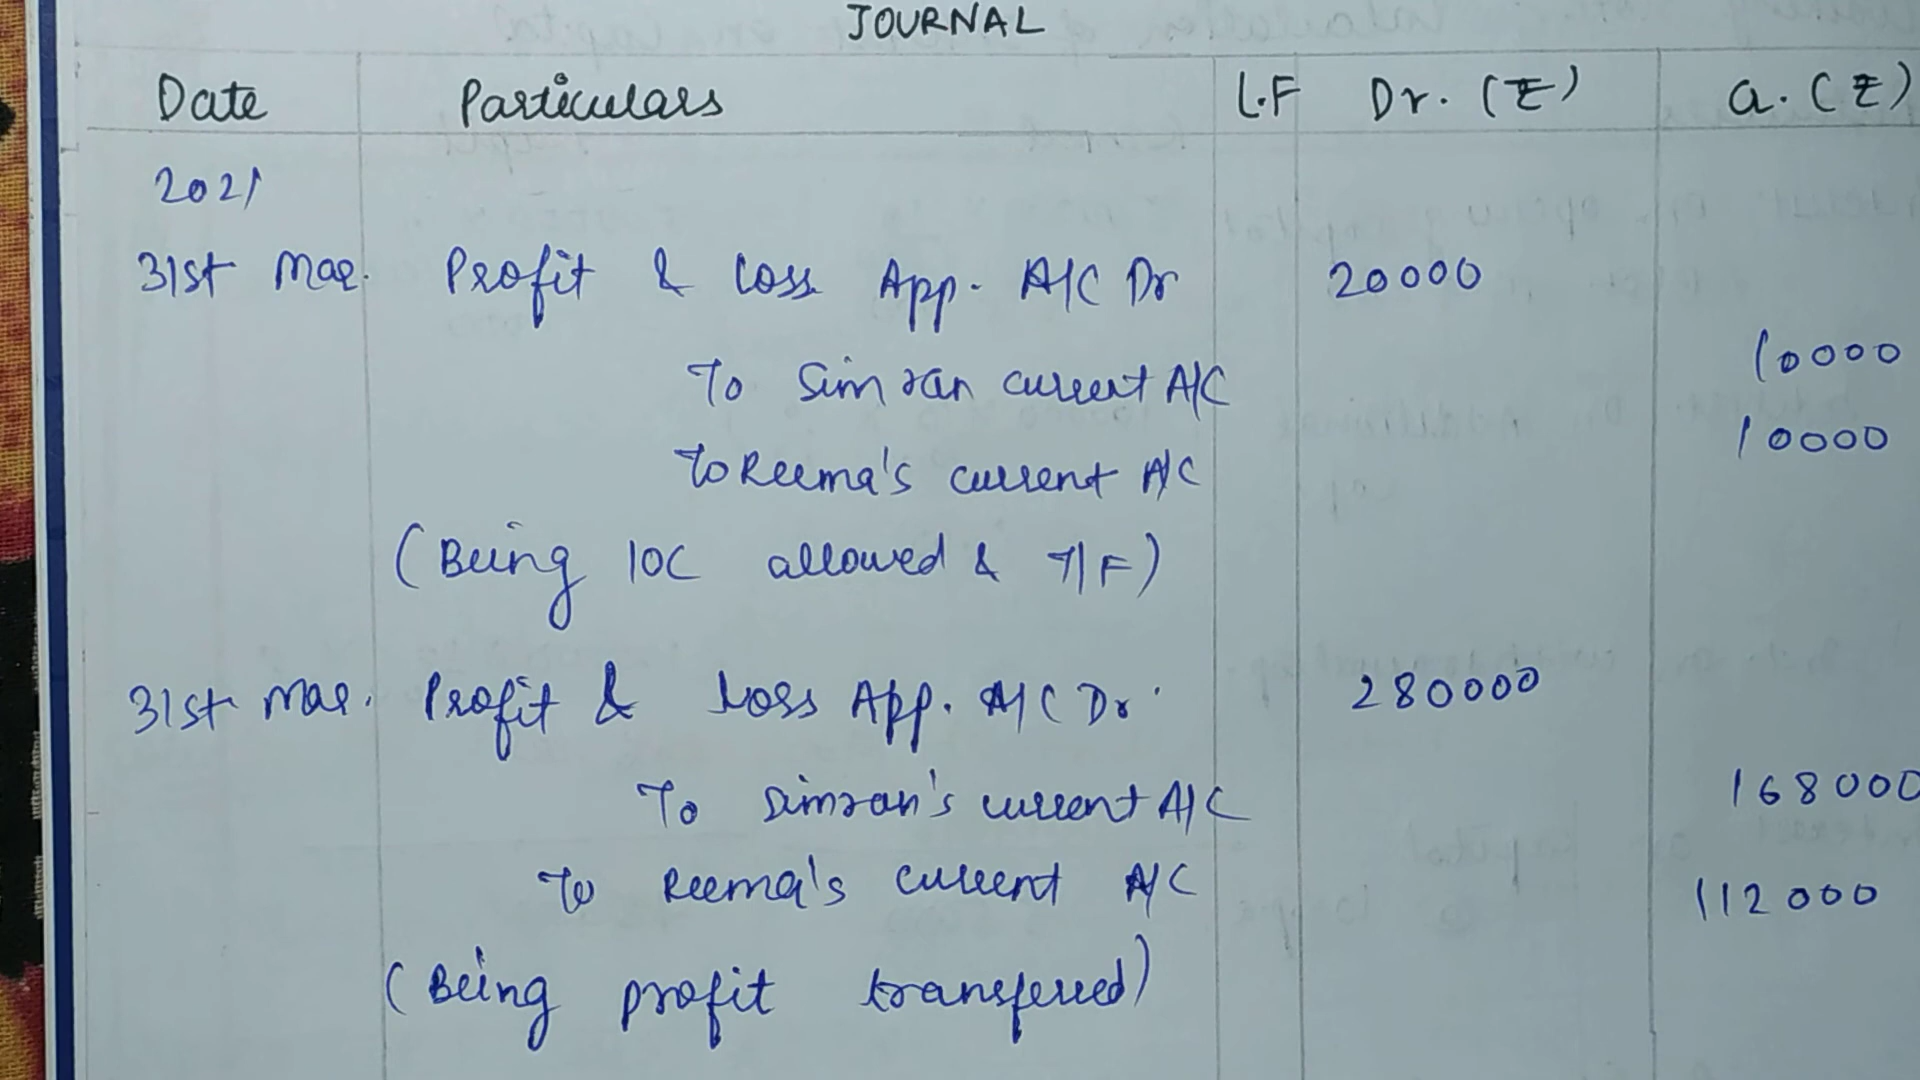 JOURNAL
Date Particulars L.F Dr. (₹) Cr. (₹)
2021
31st Mar. Profit & Loss App. A/C Dr 20000
To Simran current A/C 10000
To Reema's current A/C 10000
(Being IOC allowed & T/F)
31st Mar. Profit & Loss App. A/C Dr. 280000
To Simran's current A/C 168000
To Reema's current A/C 112000
(Being profit transferred)